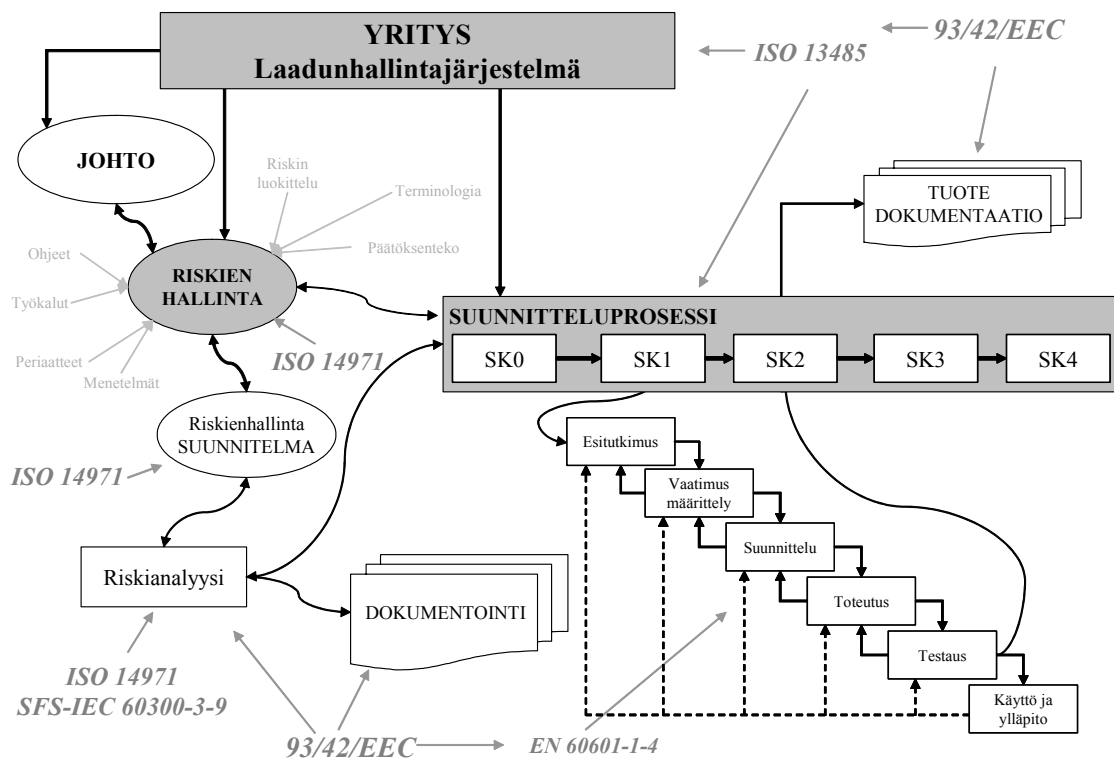 YRITYS
Laadunhallintajärjestelmä
93/42/EEC
ISO 13485
JOHTO
Riskin
luokittelu
Terminologia
Päätöksenteko
TUOTE
DOKUMENTAATIO
Ohjeet
Työkalut
Periaatteet
Menetelmät
RISKIEN
HALLINTA
ISO 14971
SUUNNITTELUPROSESSI
SK0
SK1
SK2
SK3
SK4
Riskienhallinta
SUUNNITELMA
ISO 14971
Esitutkimus
Vaatimus
määrittely
Suunnittelu
Toteutus
Testaus
Käyttö ja
ylläpito
Riskianalyysi
DOKUMENTOINTI
ISO 14971
SFS-IEC 60300-3-9
93/42/EEC
EN 60601-1-4